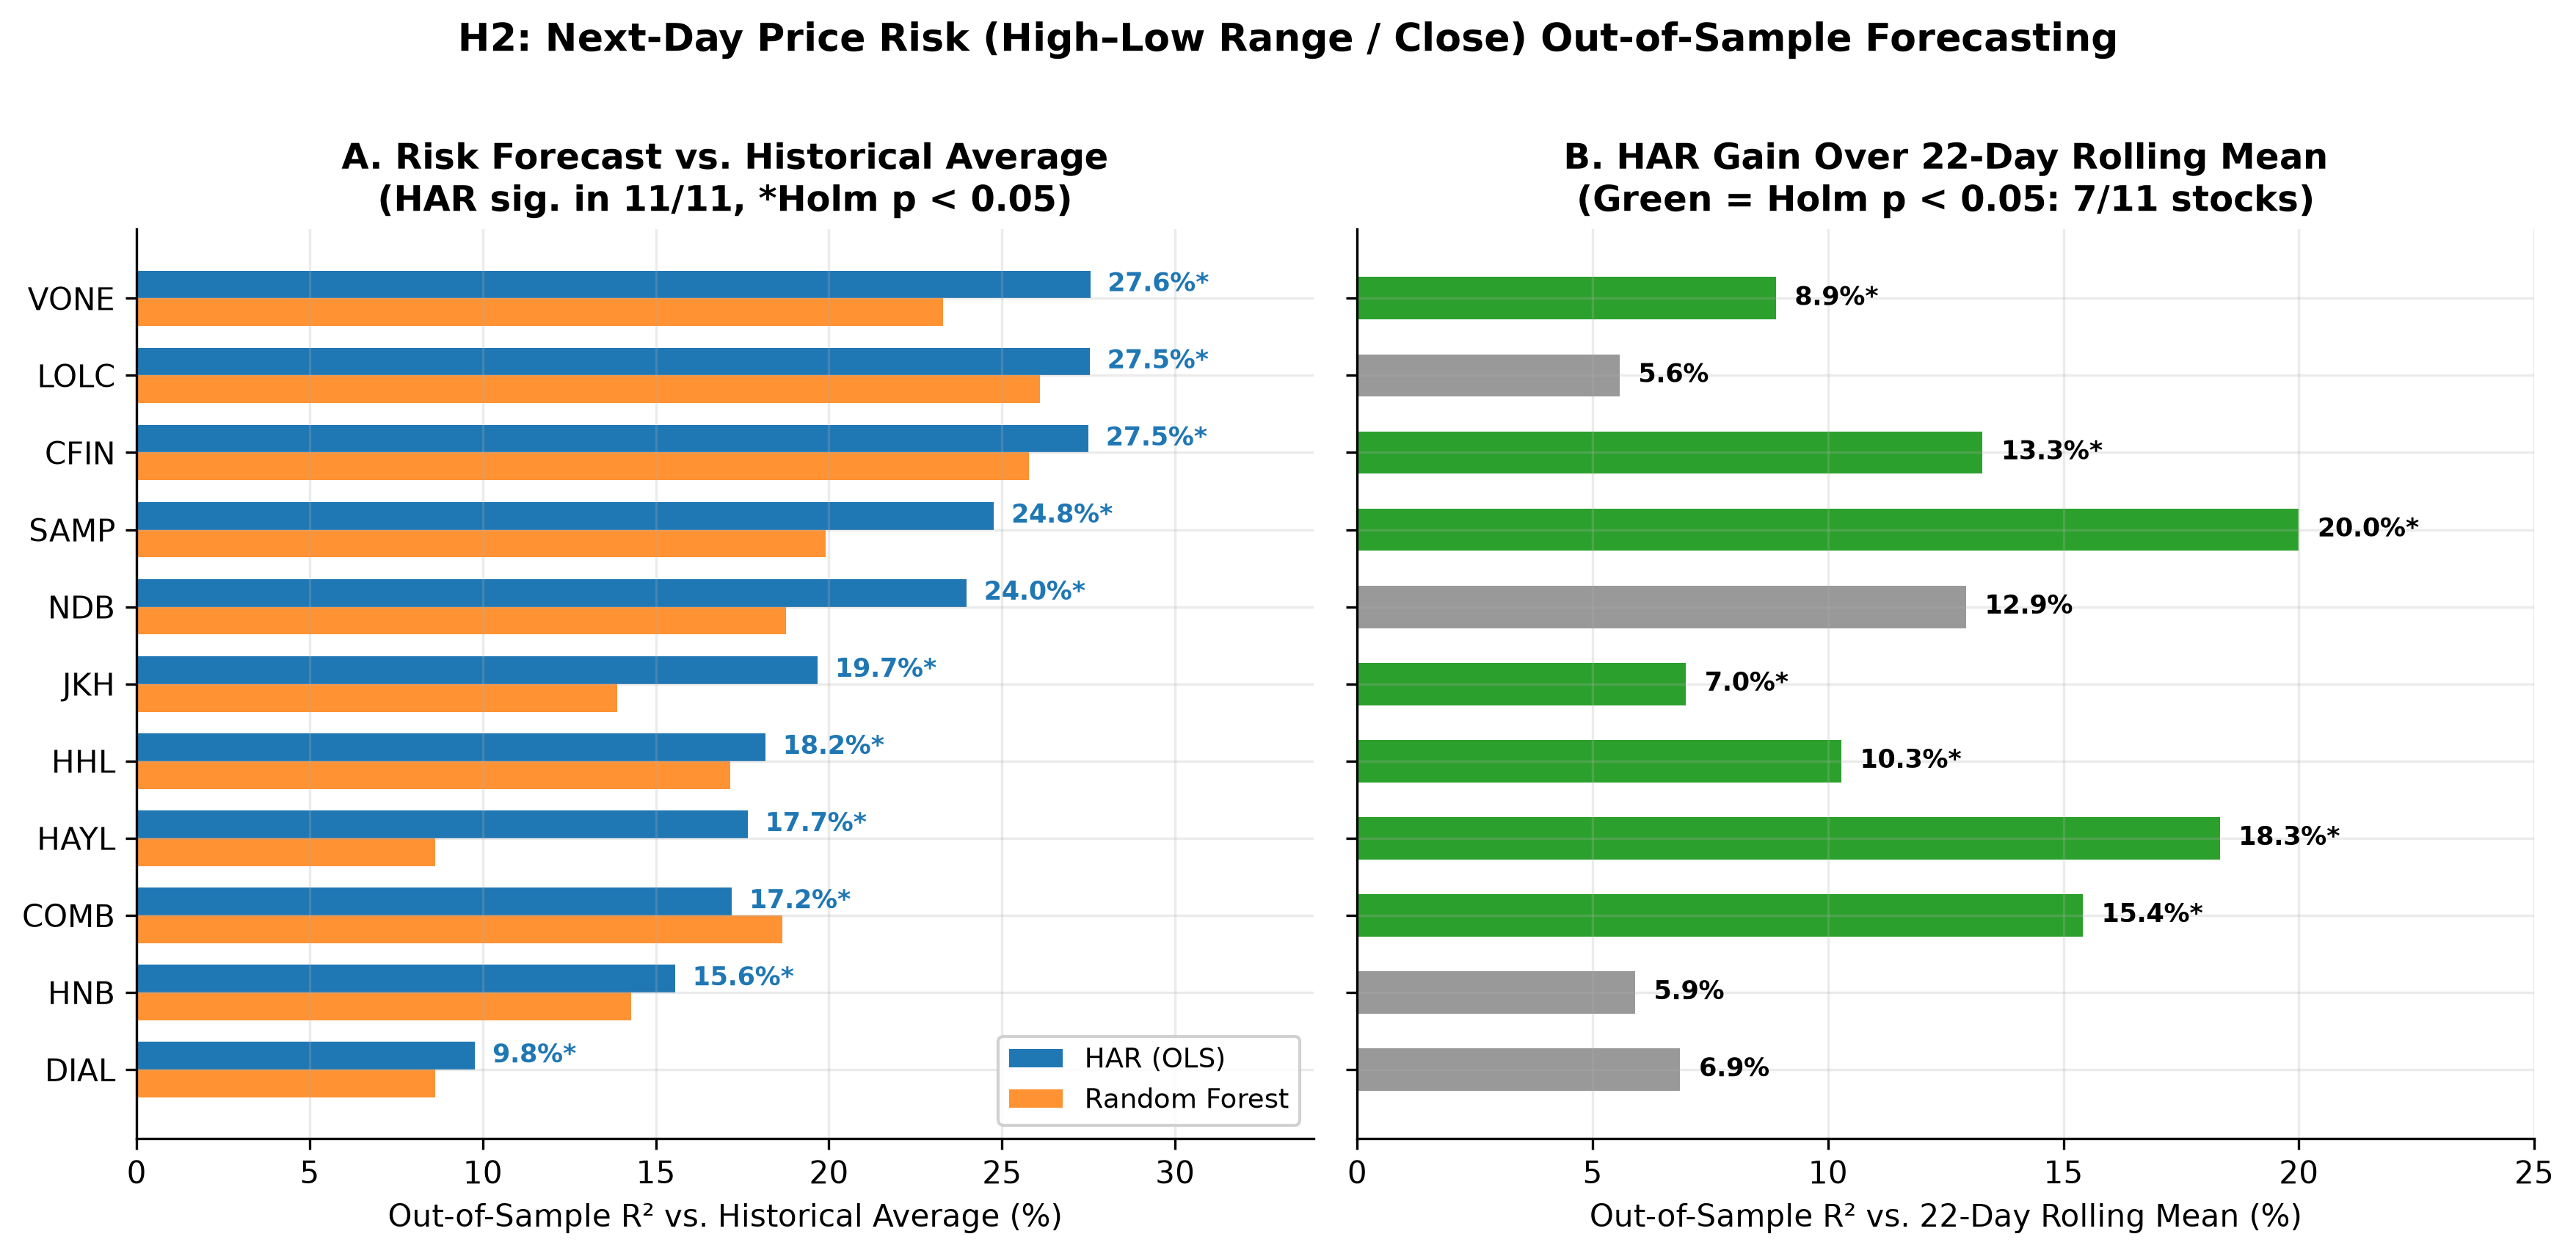 H2: Next-Day Price Risk (High–Low Range / Close) Out-of-Sample Forecasting
A. Risk Forecast vs. Historical Average
(HAR sig. in 11/11, *Holm p < 0.05)
VONE
27.6%*
LOLC
27.5%*
CFIN
27.5%*
SAMP
24.8%*
NDB
24.0%*
JKH
19.7%*
HHL
18.2%*
HAYL
17.7%*
COMB
17.2%*
HNB
15.6%*
DIAL
9.8%*
HAR (OLS)
Random Forest
0 5 10 15 20 25 30
Out-of-Sample R² vs. Historical Average (%)
B. HAR Gain Over 22-Day Rolling Mean
(Green = Holm p < 0.05: 7/11 stocks)
8.9%*
5.6%
13.3%*
20.0%*
12.9%
7.0%*
10.3%*
18.3%*
15.4%*
5.9%
6.9%
0 5 10 15 20 25
Out-of-Sample R² vs. 22-Day Rolling Mean (%)